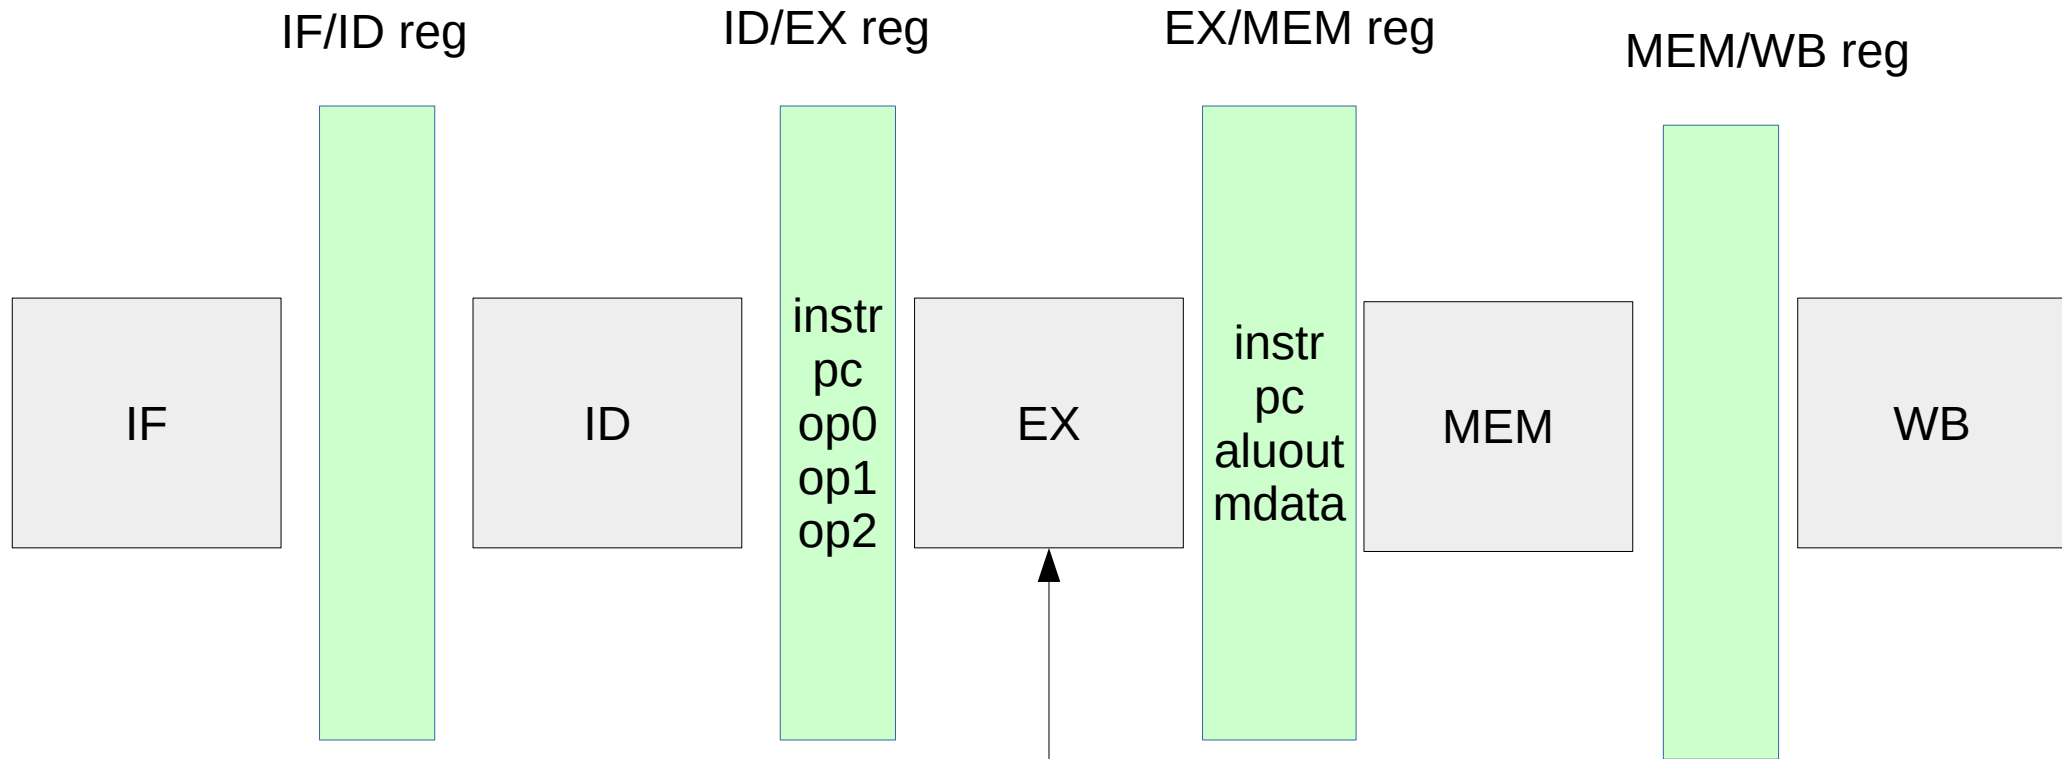 IF/ID reg
ID/EX reg
EX/MEM reg
MEM/WB reg
IF
ID
instr
pc
op0
op1
op2
EX
instr
pc
aluout
mdata
MEM
WB